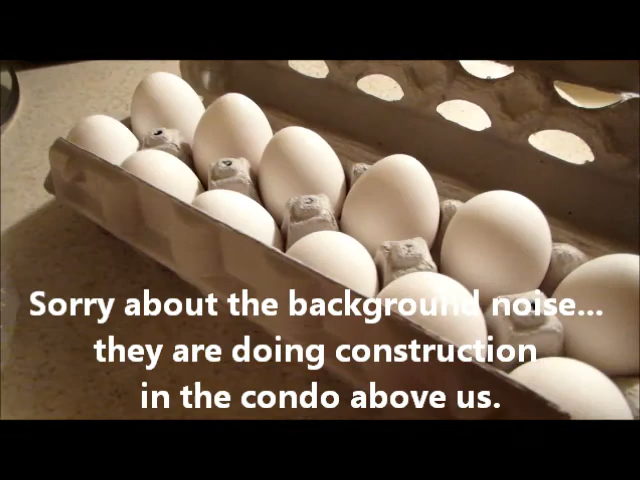 Sorry about the background noise...
they are doing construction
in the condo above us.